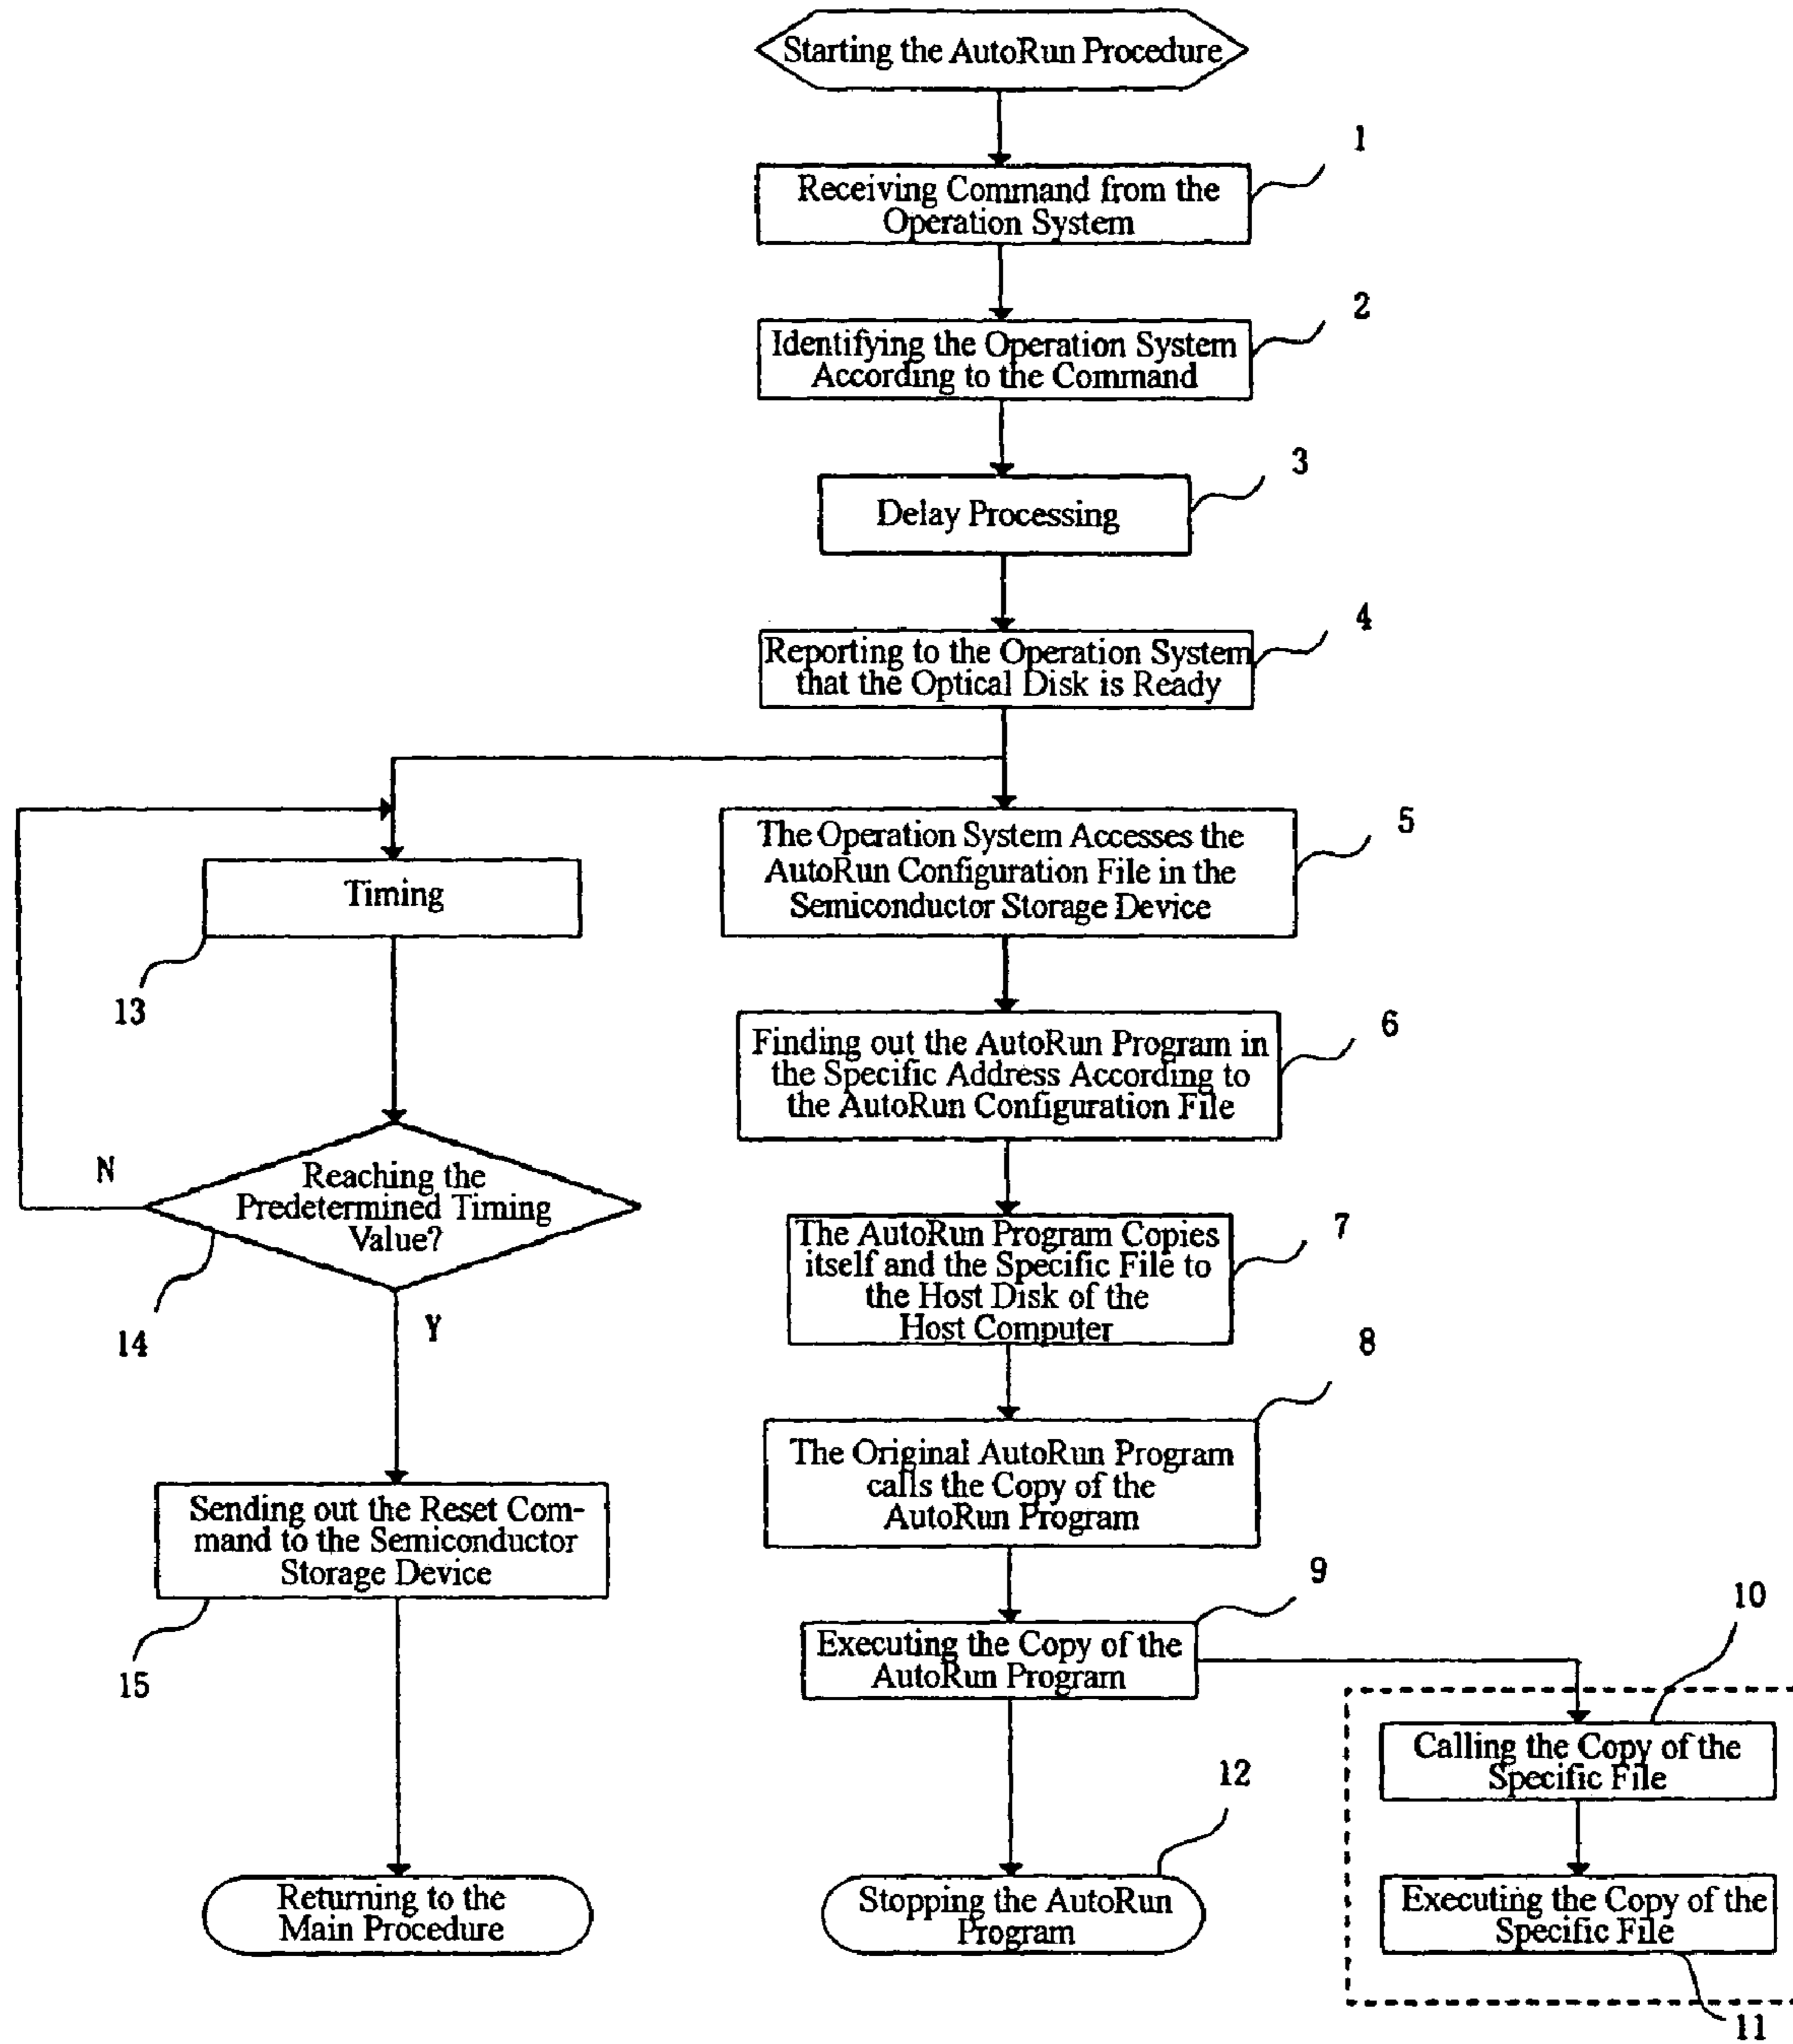 Starting the AutoRun Procedure
1
Receiving Command from the
Operation System
2
Identifying the Operation System
According to the Command
3
Delay Processing
4
Reporting to the Operation System
that the Optical Disk is Ready
5
The Operation System Accesses the
AutoRun Configuration File in the
Semiconductor Storage Device
Timing
13
6
Finding out the AutoRun Program in
the Specific Address According to
the AutoRun Configuration File
N
Reaching the
Predetermined Timing
Value?
14
Y
7
The AutoRun Program Copies
itself and the Specific File to
the Host Disk of the
Host Computer
8
The Original AutoRun Program
calls the Copy of the
AutoRun Program
Sending out the Reset Com-
mand to the Semiconductor
Storage Device
15
9
Executing the Copy of the
AutoRun Program
10
Calling the Copy of the
Specific File
12
Returning to the
Main Procedure
Stopping the AutoRun
Program
Executing the Copy of the
Specific File
11